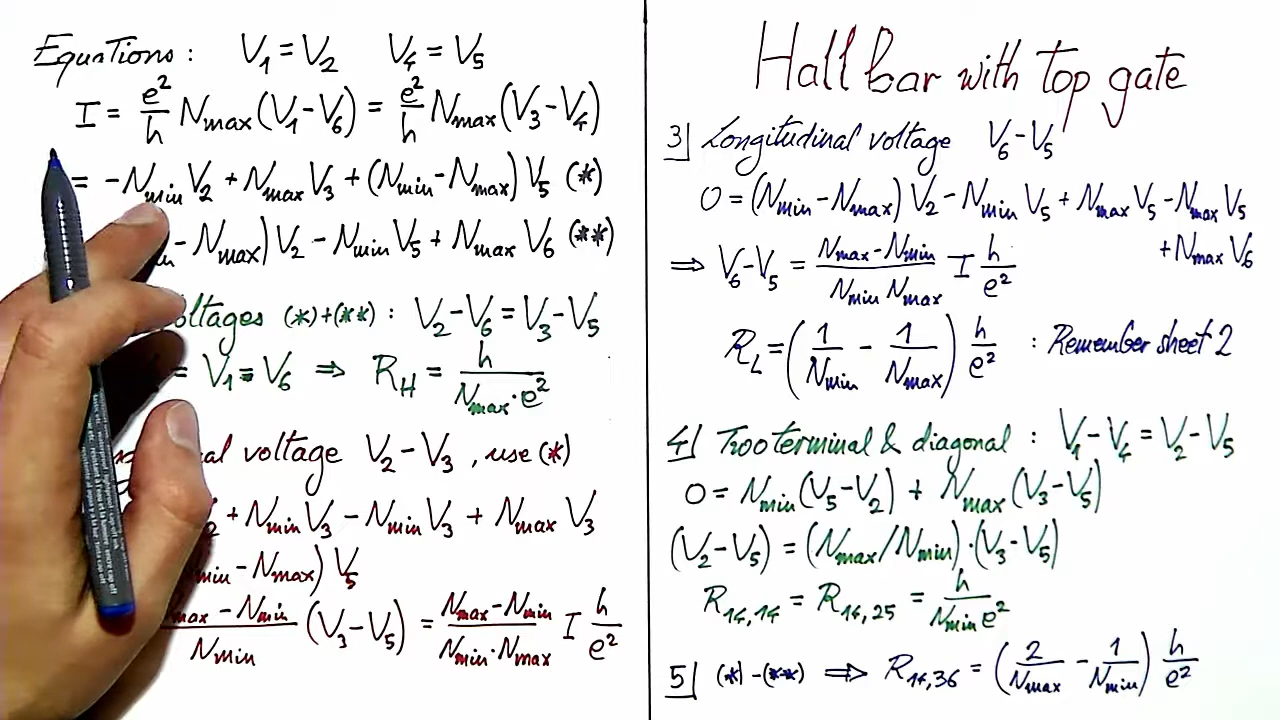 Equations : V₁ = V₂ V₄ = V₅
I = e²/h N_max (V₁ - V₆) = e²/h N_max (V₃ - V₄)
= - N_min V₂ + N_max V₃ + (N_min - N_max) V₅ (*)
- N_max) V₂ - N_min V₅ + N_max V₆ (**)
(*)+(**) : V₂ - V₆ = V₃ - V₅
= V₁ = V₆ ⇒ R_H = h/(N_max · e²)
voltage V₂ - V₃ , use (*)
+ N_min V₃ - N_min V₃ + N_max V₃
- N_max) V₅
- N_min/N_min (V₃ - V₅) = (N_max - N_min)/(N_min · N_max) I h/e²
Hall bar with top gate
3] Longitudinal voltage V₆ - V₅
0 = (N_min - N_max) V₂ - N_min V₅ + N_max V₅ - N_max V₅
+ N_max V₆
⇒ V₆ - V₅ = (N_max - N_min)/(N_min N_max) I h/e²
R_L = (1/N_min - 1/N_max) h/e² : Remember sheet 2
4] Two terminal & diagonal : V₁ - V₄ = V₂ - V₅
0 = N_min (V₅ - V₂) + N_max (V₃ - V₅)
(V₂ - V₅) = (N_max / N_min) · (V₃ - V₅)
R₁₄,₁₄ = R₁₄,₂₅ = h/(N_min e²)
5] (*) - (**) ⇒ R₁₄,₃₆ = (2/N_max - 1/N_min) h/e²